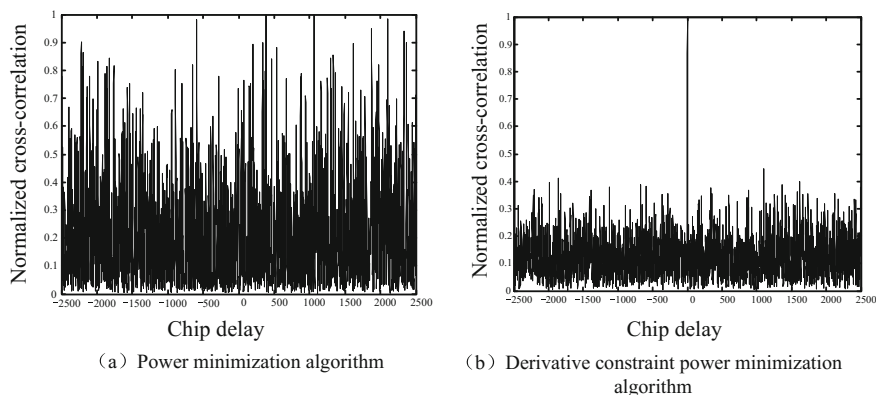 Normalized cross-correlation
1
0.9
0.8
0.7
0.6
0.5
0.4
0.3
0.2
0.1
0
−2500 −2000 −1500 −1000 −500 0 500 1000 1500 2000 2500
Chip delay
（a）Power minimization algorithm
Normalized cross-correlation
1
0.9
0.8
0.7
0.6
0.5
0.4
0.3
0.2
0.1
0
−2500 −2000 −1500 −1000 −500 0 500 1000 1500 2000 2500
Chip delay
（b）Derivative constraint power minimization
algorithm